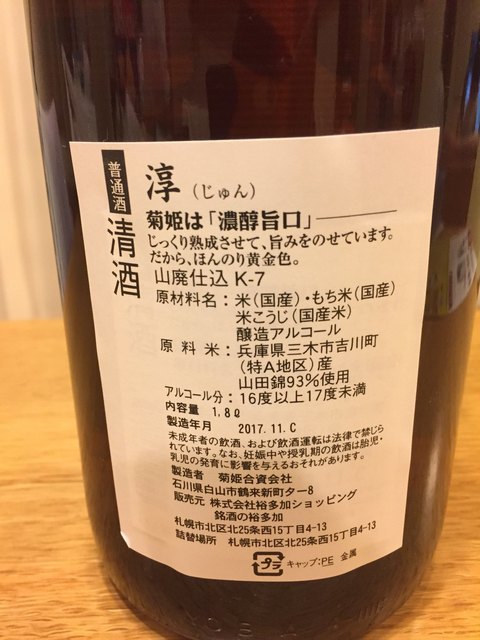 普通酒
清酒
淳（じゅん）
菊姫は「濃醇旨口」
じっくり熟成させて、旨みをのせています。
だから、ほんのり黄金色。
山廃仕込 K-7
原材料名：米（国産）・もち米（国産）
米こうじ（国産米）
醸造アルコール
原料米：兵庫県三木市吉川町
（特A地区）産
山田錦93%使用
アルコール分：16度以上17度未満
内容量 1.8ℓ
製造年月 2017.11.C
未成年者の飲酒、および飲酒運転は法律で禁じら
れています。なお、妊娠中や授乳期の飲酒は胎児・
乳児の発育に影響を与えるおそれがあります。
製造者 菊姫合資会社
石川県白山市鶴来新町タ一8
販売元 株式会社裕多加ショッピング
銘酒の裕多加
札幌市北区北25条西15丁目4-13
詰替場所 札幌市北区北25条西15丁目4-13
プラ キャップ:PE 金属